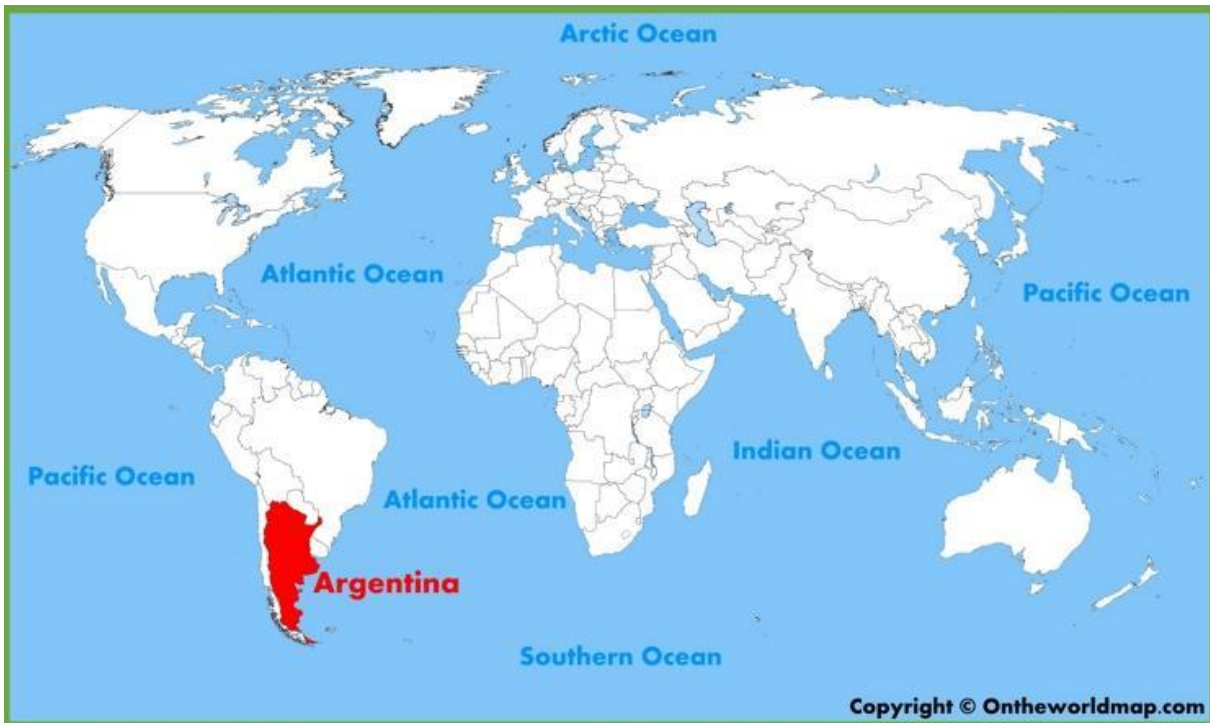 Arctic Ocean
Atlantic Ocean
Pacific Ocean
Indian Ocean
Pacific Ocean
Atlantic Ocean
Argentina
Southern Ocean
Copyright © Ontheworldmap.com